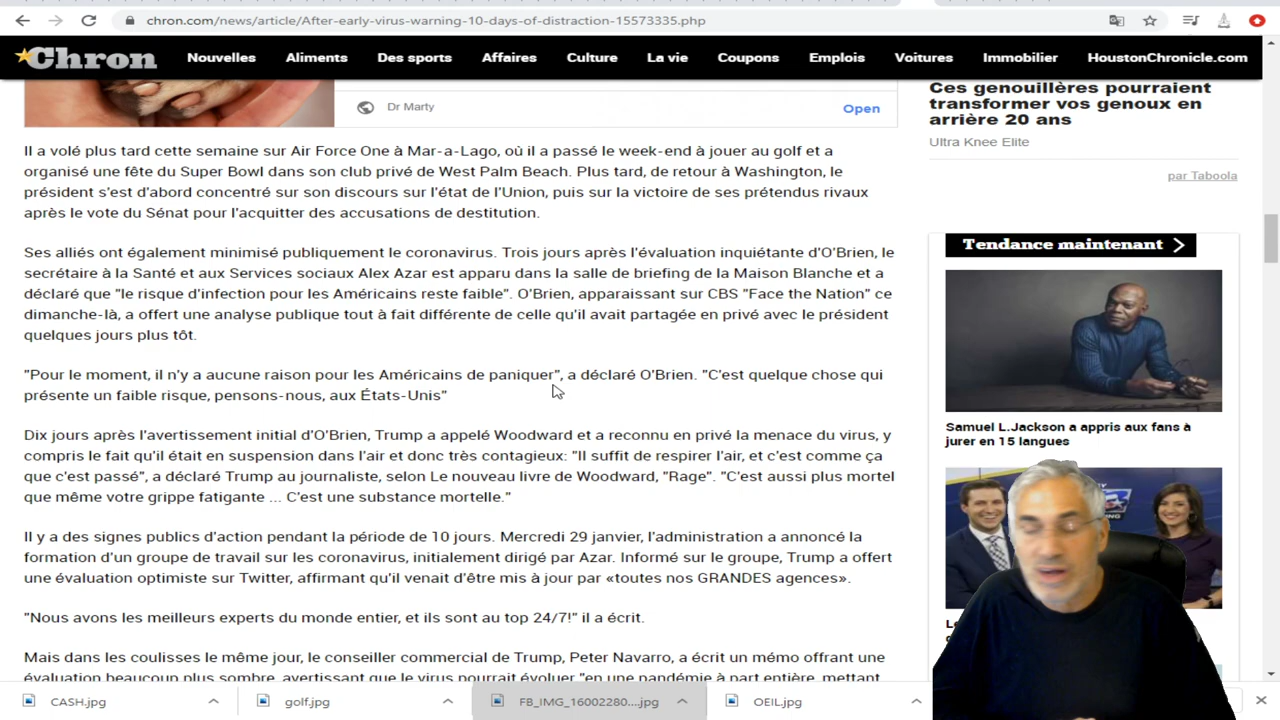 chron.com/news/article/After-early-virus-warning-10-days-of-distraction-15573335.php
Chron
Nouvelles Aliments Des sports Affaires Culture La vie Coupons Emplois Voitures Immobilier HoustonChronicle.com
Dr Marty
Open
Il a volé plus tard cette semaine sur Air Force One à Mar-a-Lago, où il a passé le week-end à jouer au golf et a
organisé une fête du Super Bowl dans son club privé de West Palm Beach. Plus tard, de retour à Washington, le
président s'est d'abord concentré sur son discours sur l'état de l'Union, puis sur la victoire de ses prétendus rivaux
après le vote du Sénat pour l'acquitter des accusations de destitution.
Ses alliés ont également minimisé publiquement le coronavirus. Trois jours après l'évaluation inquiétante d'O'Brien, le
secrétaire à la Santé et aux Services sociaux Alex Azar est apparu dans la salle de briefing de la Maison Blanche et a
déclaré que "le risque d'infection pour les Américains reste faible". O'Brien, apparaissant sur CBS "Face the Nation" ce
dimanche-là, a offert une analyse publique tout à fait différente de celle qu'il avait partagée en privé avec le président
quelques jours plus tôt.
"Pour le moment, il n'y a aucune raison pour les Américains de paniquer", a déclaré O'Brien. "C'est quelque chose qui
présente un faible risque, pensons-nous, aux États-Unis"
Dix jours après l'avertissement initial d'O'Brien, Trump a appelé Woodward et a reconnu en privé la menace du virus, y
compris le fait qu'il était en suspension dans l'air et donc très contagieux: "Il suffit de respirer l'air, et c'est comme ça
que c'est passé", a déclaré Trump au journaliste, selon Le nouveau livre de Woodward, "Rage". "C'est aussi plus mortel
que même votre grippe fatigante ... C'est une substance mortelle."
Il y a des signes publics d'action pendant la période de 10 jours. Mercredi 29 janvier, l'administration a annoncé la
formation d'un groupe de travail sur les coronavirus, initialement dirigé par Azar. Informé sur le groupe, Trump a offert
une évaluation optimiste sur Twitter, affirmant qu'il venait d'être mis à jour par «toutes nos GRANDES agences».
"Nous avons les meilleurs experts du monde entier, et ils sont au top 24/7!" il a écrit.
Mais dans les coulisses le même jour, le conseiller commercial de Trump, Peter Navarro, a écrit un mémo offrant une
évaluation beaucoup plus sombre, avertissant que le virus pourrait évoluer "en une pandémie à part entière, mettant
Ces genouillères pourraient
transformer vos genoux en
arrière 20 ans
Ultra Knee Elite
par Taboola
Tendance maintenant
Samuel L.Jackson a appris aux fans à
jurer en 15 langues
CASH.jpg
golf.jpg
FB_IMG_16002280....jpg
OEIL.jpg